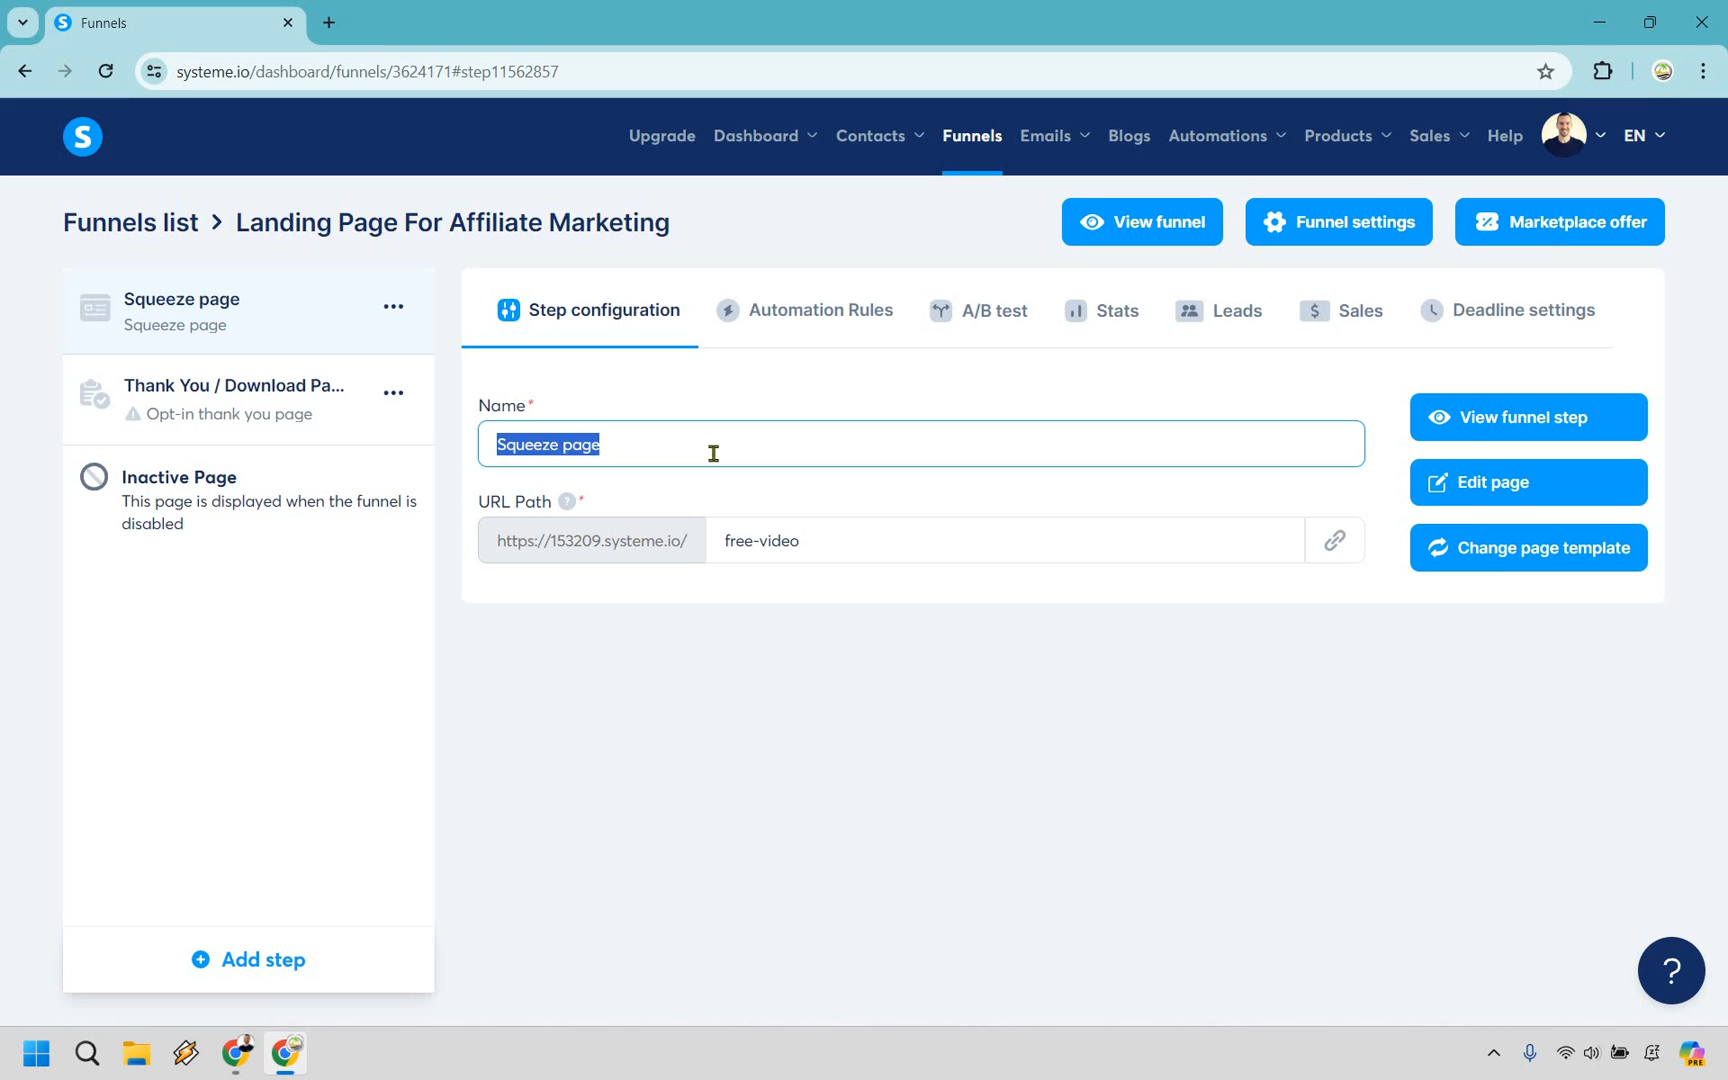 Funnels
systeme.io/dashboard/funnels/3624171#step11562857
S Upgrade Dashboard Contacts Funnels Emails Blogs Automations Products Sales Help EN
Funnels list > Landing Page For Affiliate Marketing View funnel Funnel settings Marketplace offer
Squeeze page
Squeeze page
Thank You / Download Pa...
Opt-in thank you page
Inactive Page
This page is displayed when the funnel is
disabled
Add step
Step configuration Automation Rules A/B test Stats Leads Sales Deadline settings
Name*
Squeeze page
URL Path ? *
https://153209.systeme.io/ free-video
View funnel step
Edit page
Change page template
?
PRE